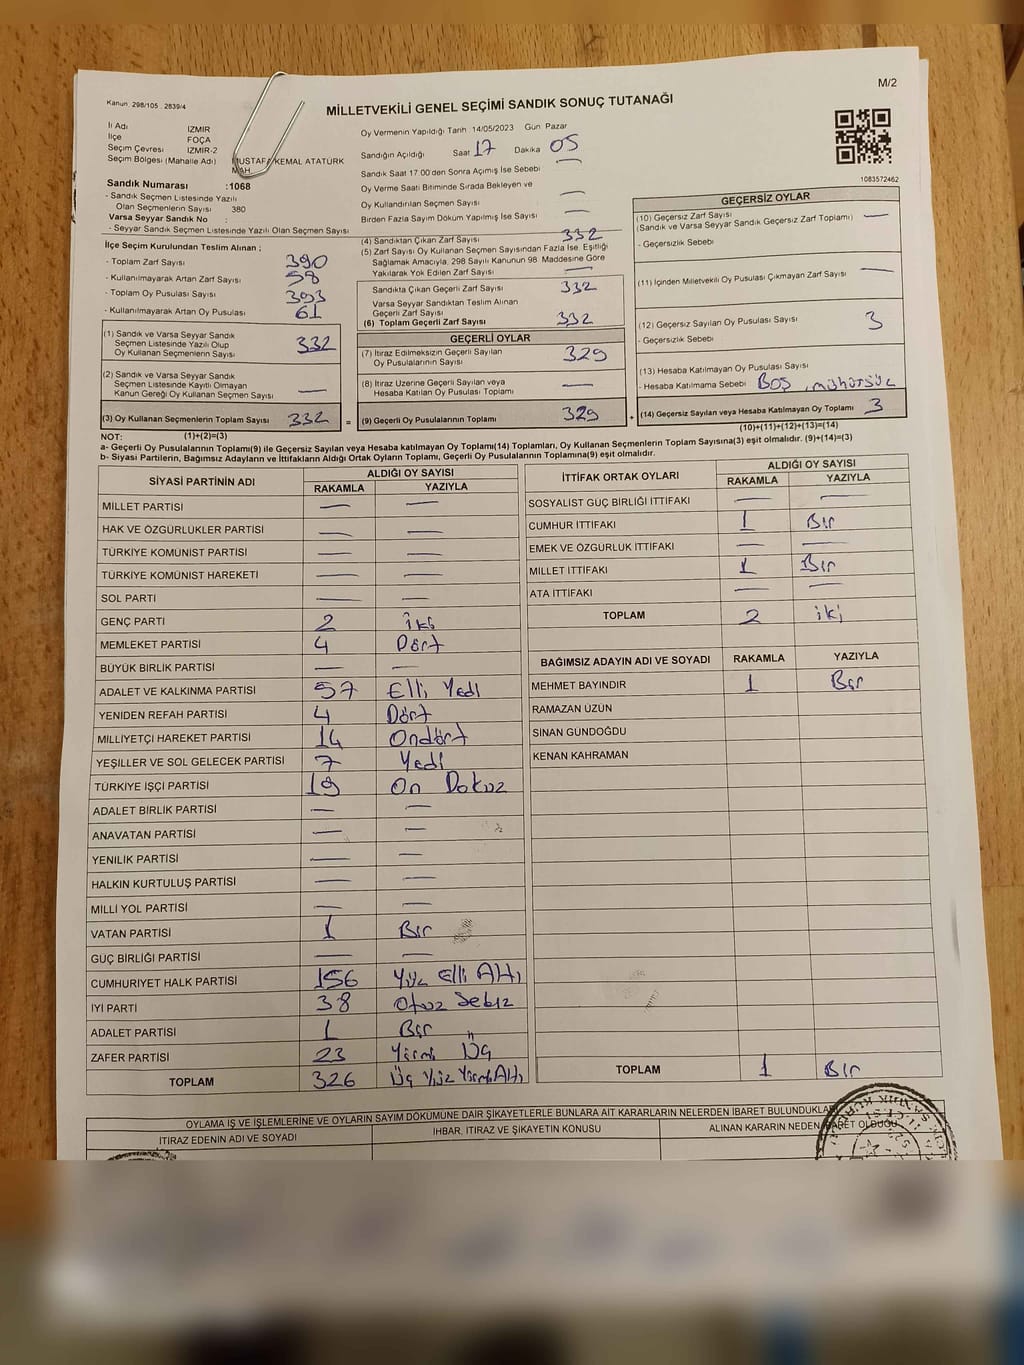 M/2
Kanun. 298/105 . 2839/4
MİLLETVEKİLİ GENEL SEÇİMİ SANDIK SONUÇ TUTANAĞI
İl Adı İZMİR
İlçe FOÇA
Seçim Çevresi İZMİR-2
Seçim Bölgesi (Mahalle Adı) MUSTAFA KEMAL ATATÜRK MAH.
Sandık Numarası :1068
- Sandık Seçmen Listesinde Yazılı
Olan Seçmenlerin Sayısı 380
Varsa Seyyar Sandık No :
- Seyyar Sandık Seçmen Listesinde Yazılı Olan Seçmen Sayısı
Oy Vermenin Yapıldığı Tarih 14/05/2023 Gün Pazar
Sandığın Açıldığı Saat 17 Dakika 05
Sandık Saat 17.00'den Sonra Açımış İse Sebebi —
Oy Verme Saati Bitiminde Sırada Bekleyen ve
Oy Kullandırılan Seçmen Sayısı —
Birden Fazla Sayım Döküm Yapılmış İse Sayısı —
1083572462
İlçe Seçim Kurulundan Teslim Alınan ;
- Toplam Zarf Sayısı 390
- Kullanılmayarak Artan Zarf Sayısı 58
- Toplam Oy Pusulası Sayısı 393
- Kullanılmayarak Artan Oy Pusulası 61
(1) Sandık ve Varsa Seyyar Sandık
Seçmen Listesinde Yazılı Olup
Oy Kullanan Seçmenlerin Sayısı 332
(2) Sandık ve Varsa Seyyar Sandık
Seçmen Listesinde Kayıtlı Olmayan
Kanun Gereği Oy Kullanan Seçmen Sayısı —
(3) Oy Kullanan Seçmenlerin Toplam Sayısı 332 =
(1)+(2)=(3)
(4) Sandıktan Çıkan Zarf Sayısı 332
(5) Zarf Sayısı Oy Kullanan Seçmen Sayısından Fazla İse, Eşitliği
Sağlamak Amacıyla, 298 Sayılı Kanunun 98. Maddesine Göre
Yakılarak Yok Edilen Zarf Sayısı —
Sandıkta Çıkan Geçerli Zarf Sayısı 332
Varsa Seyyar Sandıktan Teslim Alınan
Geçerli Zarf Sayısı
(6) Toplam Geçerli Zarf Sayısı 332
GEÇERLİ OYLAR
(7) İtiraz Edilmeksizin Geçerli Sayılan
Oy Pusulalarının Sayısı 329
(8) İtiraz Üzerine Geçerli Sayılan veya
Hesaba Katılan Oy Pusulası Toplamı —
(9) Geçerli Oy Pusulalarının Toplamı 329 +
GEÇERSİZ OYLAR
(10) Geçersiz Zarf Sayısı —
(Sandık ve Varsa Seyyar Sandık Geçersiz Zarf Toplamı)
- Geçersizlik Sebebi
(11) İçinden Milletvekili Oy Pusulası Çıkmayan Zarf Sayısı —
(12) Geçersiz Sayılan Oy Pusulası Sayısı 3
- Geçersizlik Sebebi
(13) Hesaba Katılmayan Oy Pusulası Sayısı
- Hesaba Katılmama Sebebi Boş, mühürsüz
(14) Geçersiz Sayılan veya Hesaba Katılmayan Oy Toplamı 3
(10)+(11)+(12)+(13)=(14)
NOT:
a- Geçerli Oy Pusulalarının Toplamı(9) ile Geçersiz Sayılan veya Hesaba katılmayan Oy Toplamı(14) Toplamları, Oy Kullanan Seçmenlerin Toplam Sayısına(3) eşit olmalıdır. (9)+(14)=(3)
b- Siyasi Partilerin, Bağımsız Adayların ve İttifakların Aldığı Ortak Oyların Toplamı, Geçerli Oy Pusulalarının Toplamına(9) eşit olmalıdır.
SİYASİ PARTİNİN ADI ALDIĞI OY SAYISI
RAKAMLA YAZIYLA
MİLLET PARTİSİ — —
HAK VE ÖZGÜRLÜKLER PARTİSİ — —
TÜRKİYE KOMÜNİST PARTİSİ — —
TÜRKİYE KOMÜNİST HAREKETİ — —
SOL PARTİ — —
GENÇ PARTİ 2 İki
MEMLEKET PARTİSİ 4 Dört
BÜYÜK BİRLİK PARTİSİ — —
ADALET VE KALKINMA PARTİSİ 57 Elli Yedi
YENİDEN REFAH PARTİSİ 4 Dört
MİLLİYETÇİ HAREKET PARTİSİ 14 Ondört
YEŞİLLER VE SOL GELECEK PARTİSİ 7 Yedi
TÜRKİYE İŞÇİ PARTİSİ 19 On Dokuz
ADALET BİRLİK PARTİSİ — —
ANAVATAN PARTİSİ — —
YENİLİK PARTİSİ — —
HALKIN KURTULUŞ PARTİSİ — —
MİLLİ YOL PARTİSİ — —
VATAN PARTİSİ 1 Bir
GÜÇ BİRLİĞİ PARTİSİ — —
CUMHURİYET HALK PARTİSİ 156 Yüz Elli Altı
İYİ PARTİ 38 Otuz Sekiz
ADALET PARTİSİ 1 Bir
ZAFER PARTİSİ 23 Yirmi Üç
TOPLAM 326 Üç Yüz Yirmi Altı
İTTİFAK ORTAK OYLARI ALDIĞI OY SAYISI
RAKAMLA YAZIYLA
SOSYALİST GÜÇ BİRLİĞİ İTTİFAKI — —
CUMHUR İTTİFAKI 1 Bir
EMEK VE ÖZGÜRLÜK İTTİFAKI — —
MİLLET İTTİFAKI 1 Bir
ATA İTTİFAKI — —
TOPLAM 2 iki
BAĞIMSIZ ADAYIN ADI VE SOYADI RAKAMLA YAZIYLA
MEHMET BAYINDIR 1 Bir
RAMAZAN UZUN
SİNAN GÜNDOĞDU
KENAN KAHRAMAN
TOPLAM 1 Bir
OYLAMA İŞ VE İŞLEMLERİNE VE OYLARIN SAYIM DÖKÜMÜNE DAİR ŞİKAYETLERLE BUNLARA AİT KARARLARIN NELERDEN İBARET BULUNDUKLA
İTİRAZ EDENİN ADI VE SOYADI İHBAR, İTİRAZ VE ŞİKAYETİN KONUSU ALINAN KARARIN NEDEN İBARET OLDUĞU